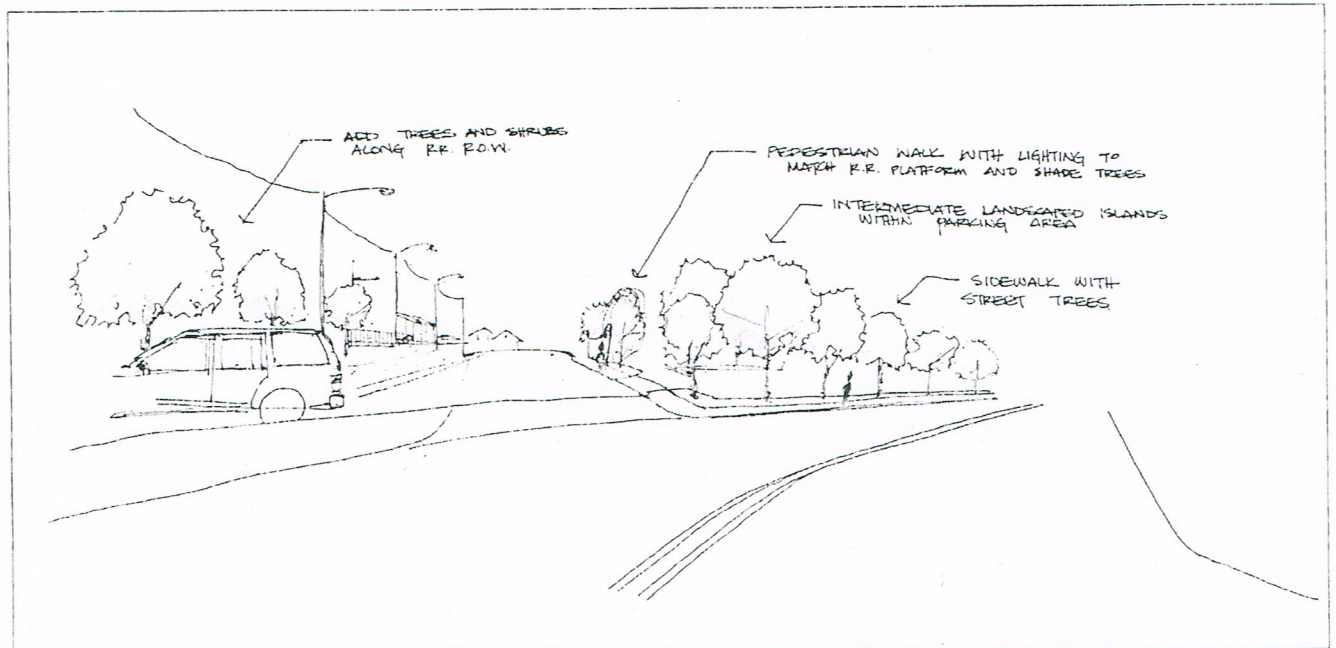 ADD TREES AND SHRUBS
ALONG RR. R.O.W.
PEDESTRIAN WALK WITH LIGHTING TO
MATCH R.R. PLATFORM AND SHADE TREES
INTERMEDIATE LANDSCAPED ISLANDS
WITHIN PARKING AREA
SIDEWALK WITH
STREET TREES.